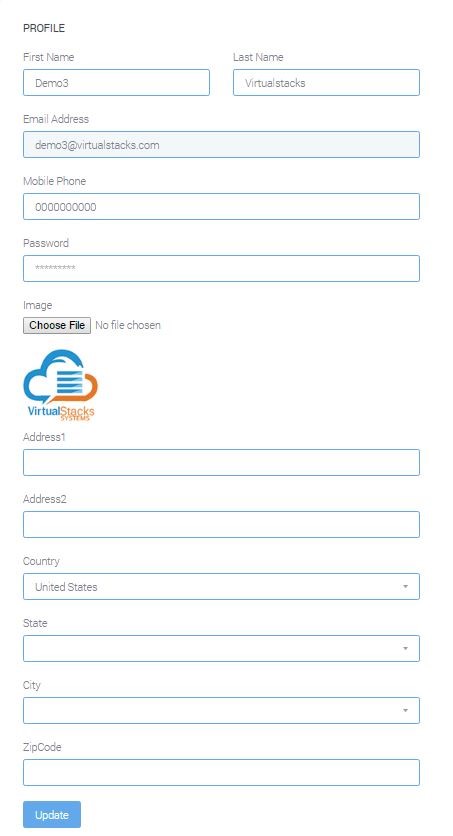 PROFILE
First Name Last Name
Demo3 Virtualstacks
Email Address
demo3@virtualstacks.com
Mobile Phone
0000000000
Password
*********
Image
Choose File No file chosen
VirtualStacks
SYSTEMS
Address1
Address2
Country
United States
State
City
ZipCode
Update